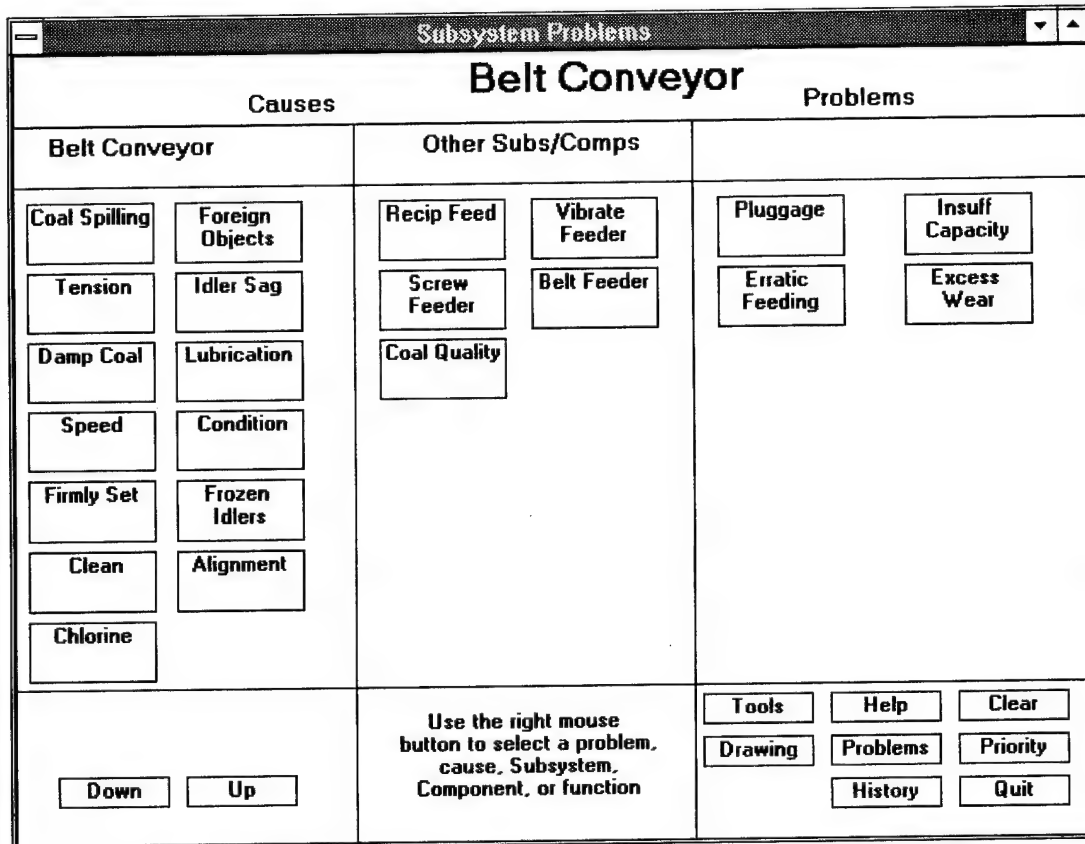 Subsystem Problems
Belt Conveyor
Causes
Problems
Belt Conveyor
Other Subs/Comps
Coal Spilling
Foreign
Objects
Tension
Idler Sag
Damp Coal
Lubrication
Speed
Condition
Firmly Set
Frozen
Idlers
Clean
Alignment
Chlorine
Recip Feed
Vibrate
Feeder
Screw
Feeder
Belt Feeder
Coal Quality
Pluggage
Insuff
Capacity
Erratic
Feeding
Excess
Wear
Down
Up
Use the right mouse
button to select a problem,
cause, Subsystem,
Component, or function
Tools
Help
Clear
Drawing
Problems
Priority
History
Quit